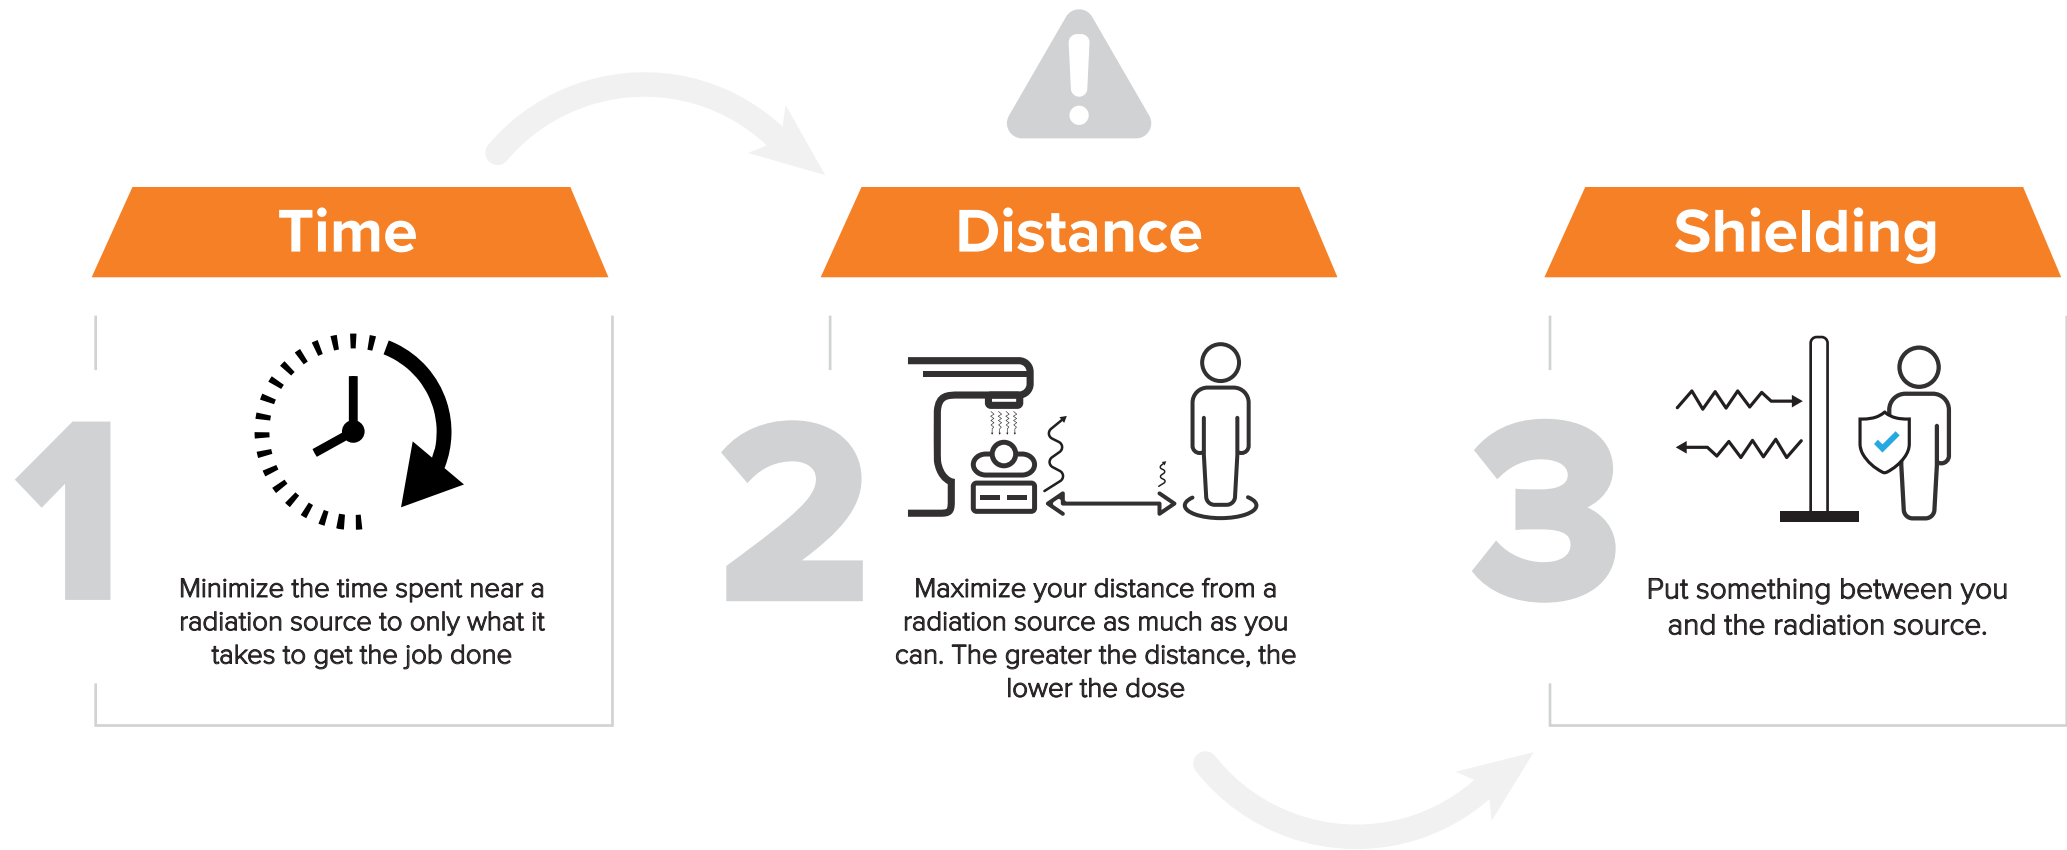 Time
1
Minimize the time spent near a
radiation source to only what it
takes to get the job done
Distance
2
Maximize your distance from a
radiation source as much as you
can. The greater the distance, the
lower the dose
Shielding
3
Put something between you
and the radiation source.